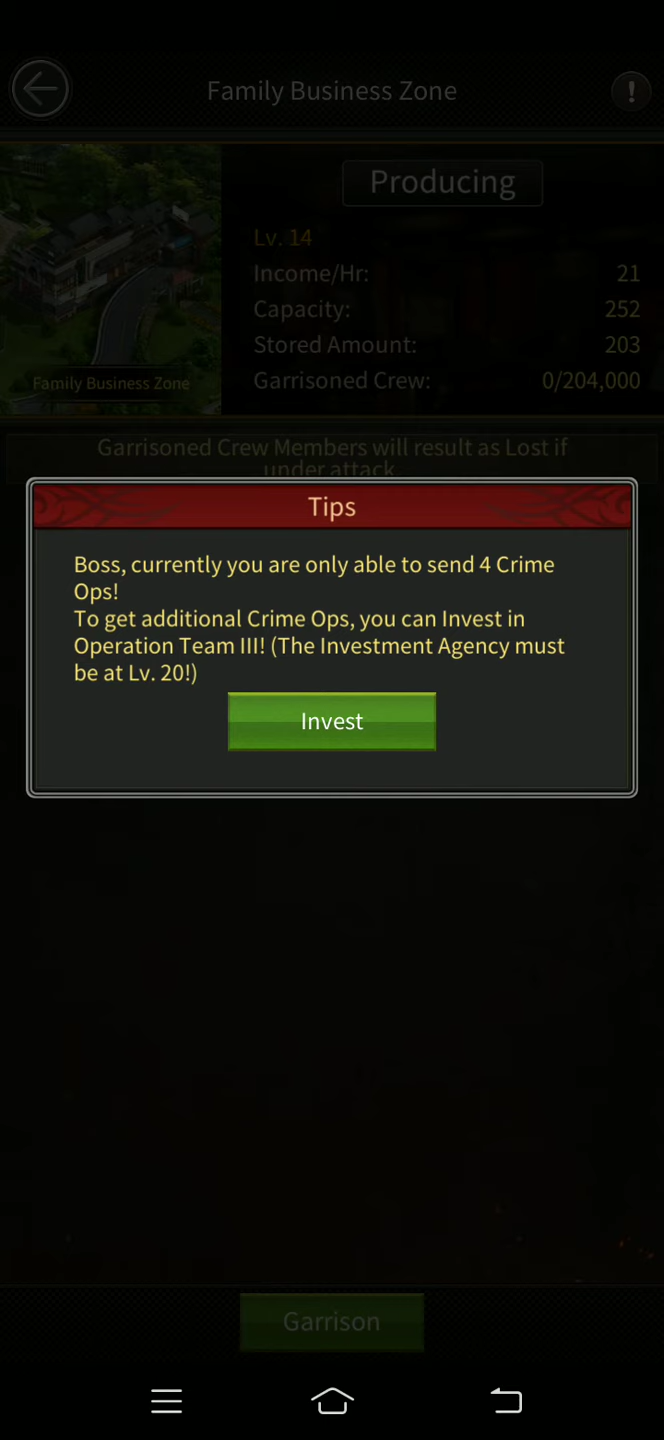 Family Business Zone
!
Producing
Lv. 14
Income/Hr: 21
Capacity: 252
Stored Amount: 203
Garrisoned Crew: 0/204,000
Family Business Zone
Garrisoned Crew Members will result as Lost if
under attack.
Tips
Boss, currently you are only able to send 4 Crime
Ops!
To get additional Crime Ops, you can Invest in
Operation Team III! (The Investment Agency must
be at Lv. 20!)
Invest
Garrison